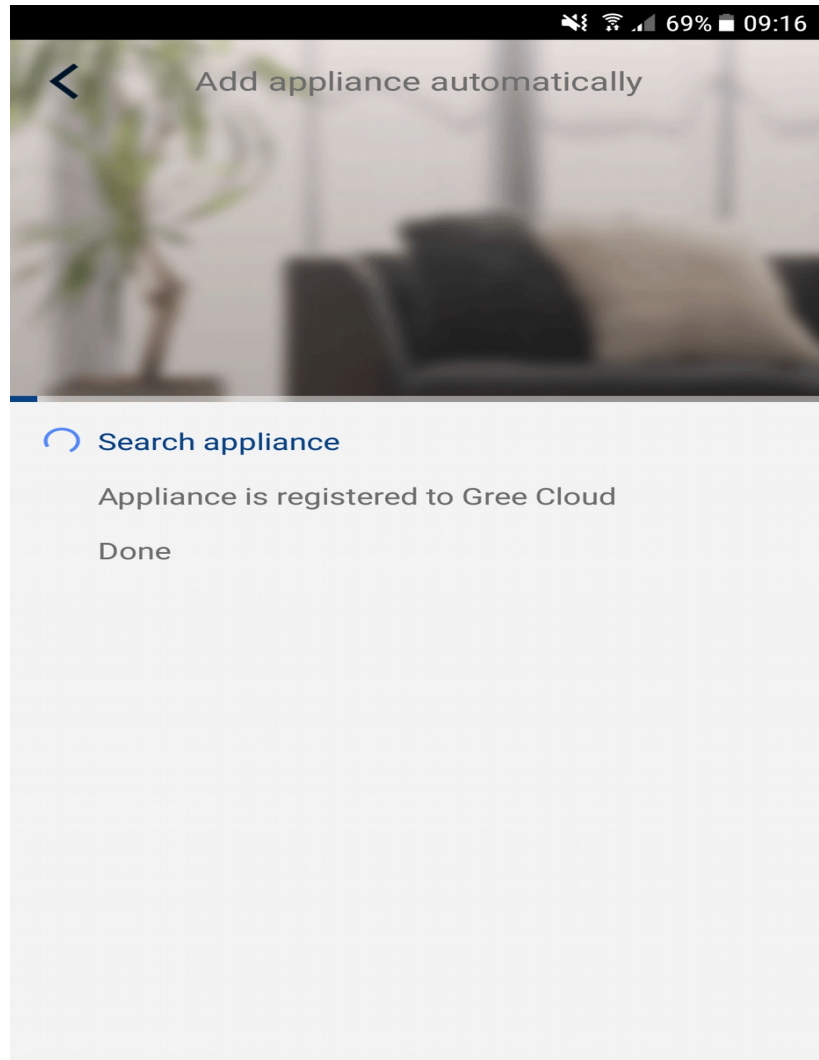 69% 09:16
Add appliance automatically
Search appliance
Appliance is registered to Gree Cloud
Done